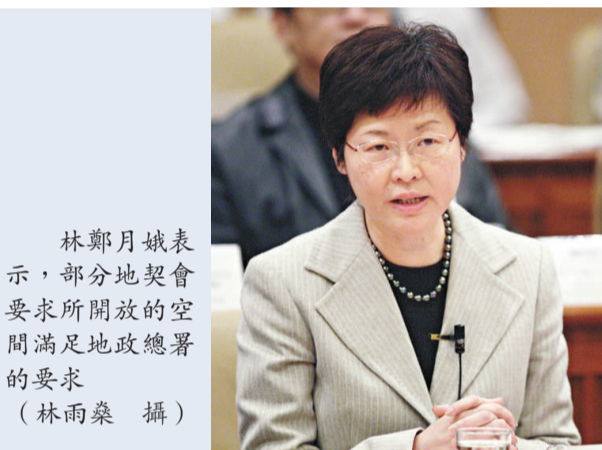 林鄭月娥表
示，部分地契會
要求所開放的空
間滿足地政總署
的要求
（林雨燊　攝）